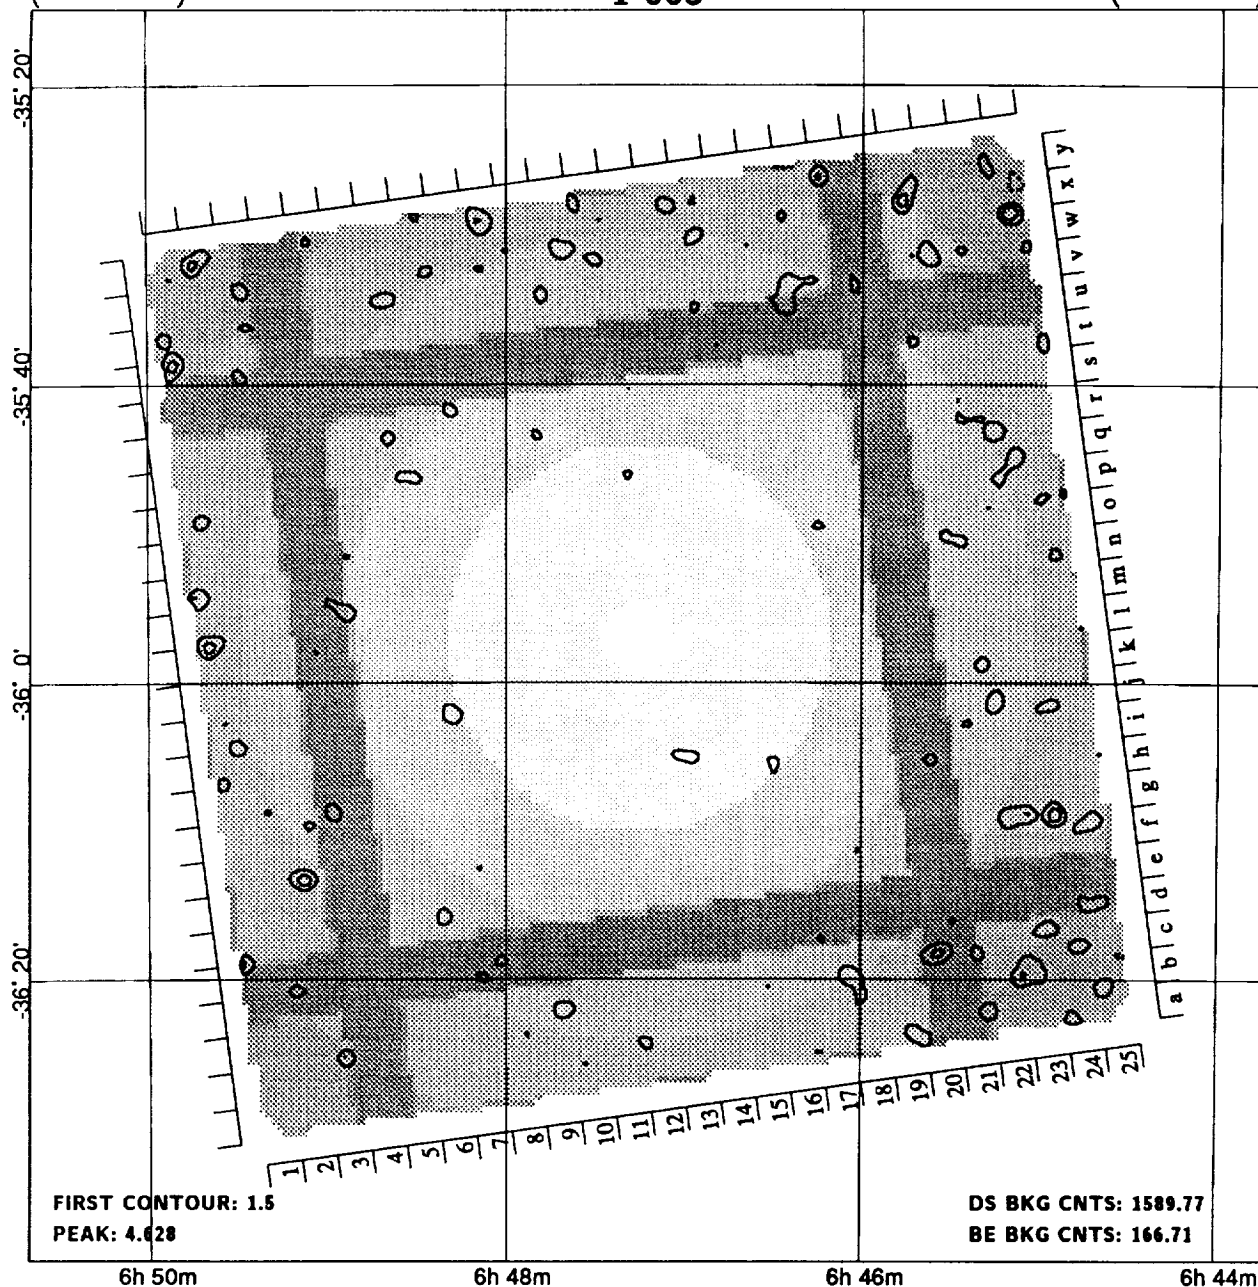 -35° 20'
-35° 40'
-36° 0'
-36° 20'
y
x
w
v
u
t
s
r
q
p
o
n
m
l
k
j
i
h
g
f
e
d
c
b
a
1 2 3 4 5 6 7 8 9 10 11 12 13 14 15 16 17 18 19 20 21 22 23 24 25
FIRST CONTOUR: 1.5 DS BKG CNTS: 1589.77
PEAK: 4.628 BE BKG CNTS: 166.71
6h 50m 6h 48m 6h 46m 6h 44m